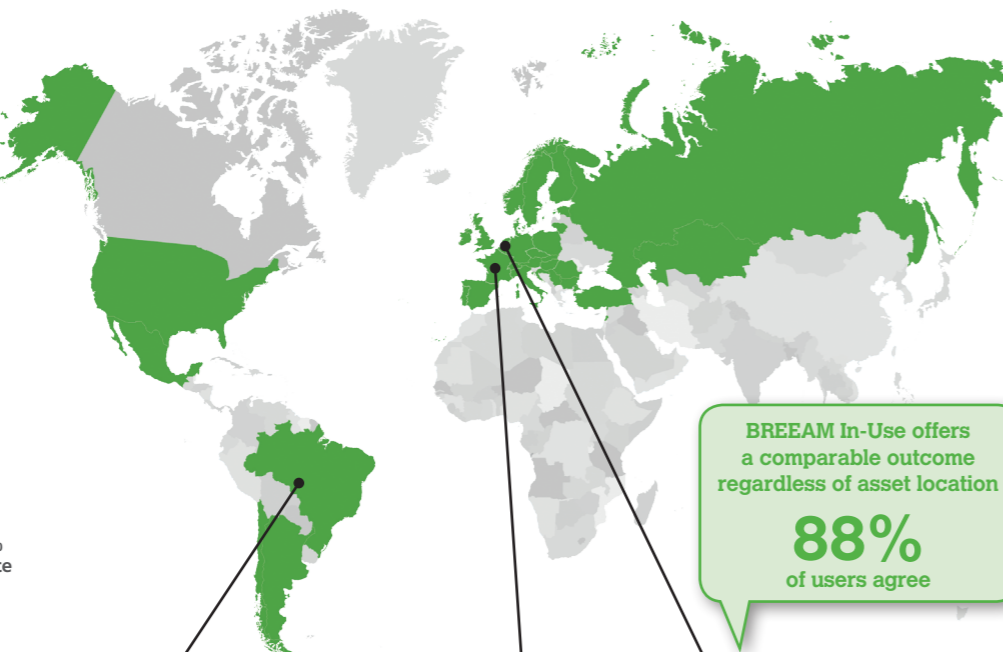 BREEAM In-Use offers
a comparable outcome
regardless of asset location
88%
of users agree